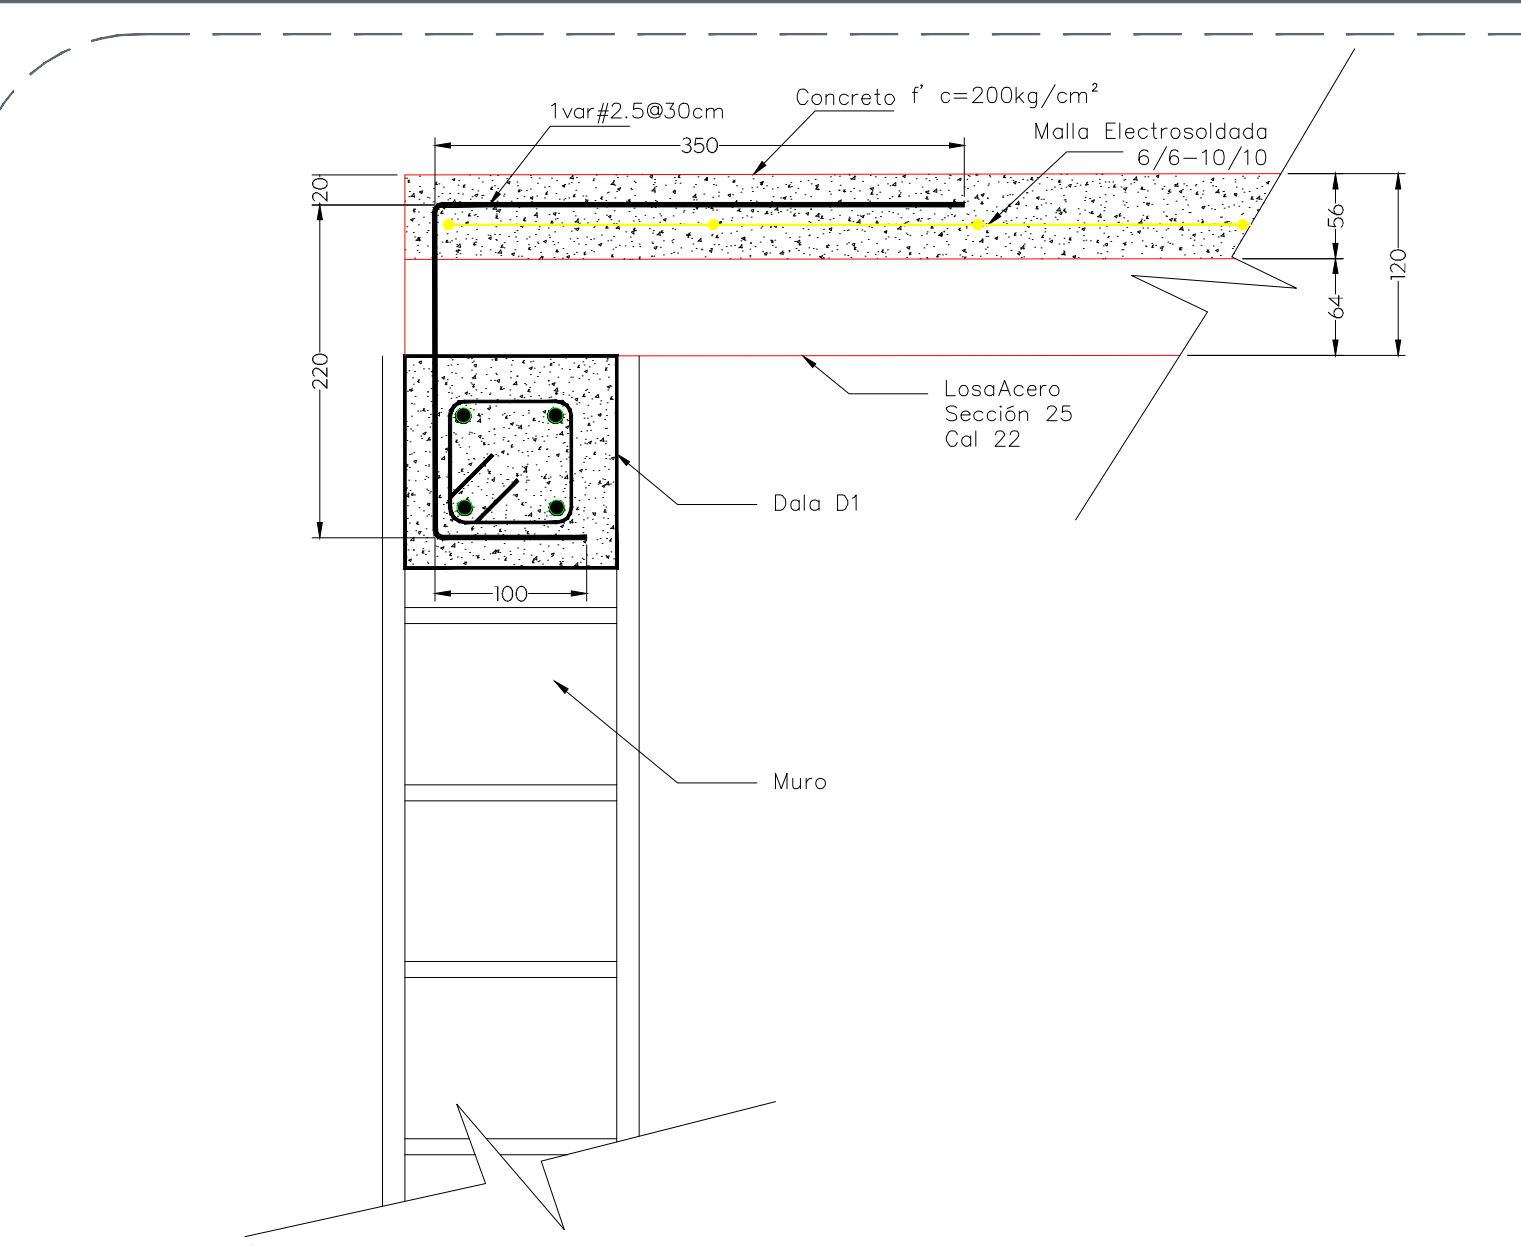 1var#2.5@30cm
Concreto f' c=200kg/cm²
Malla Electrosoldada
6/6-10/10
350
20
56
120
64
220
LosaAcero
Sección 25
Cal 22
Dala D1
100
Muro